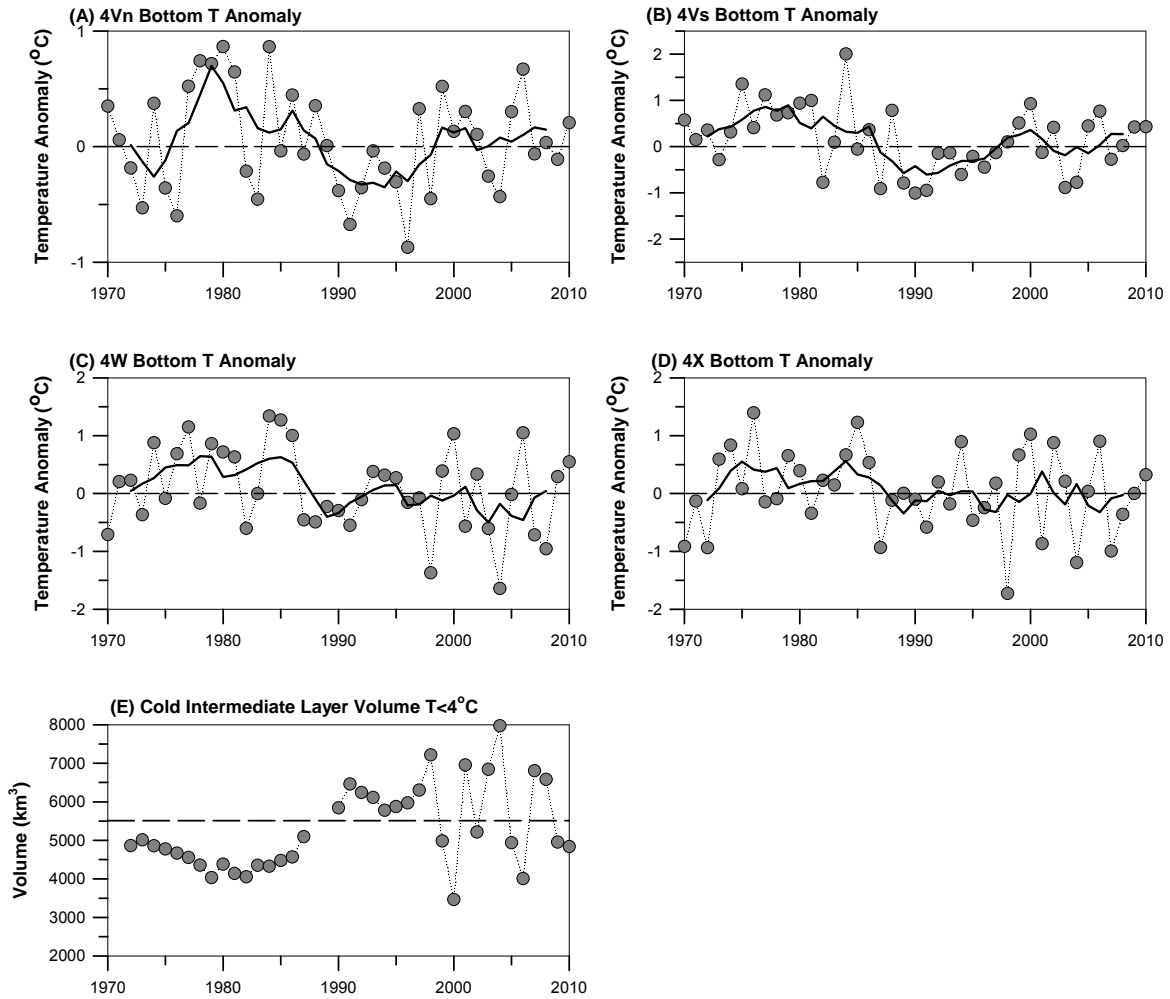 (A) 4Vn Bottom T Anomaly
Temperature Anomaly (°C)
1
0
-1
1970 1980 1990 2000 2010
(B) 4Vs Bottom T Anomaly
Temperature Anomaly (°C)
2
1
0
-1
-2
1970 1980 1990 2000 2010
(C) 4W Bottom T Anomaly
Temperature Anomaly (°C)
2
1
0
-1
-2
1970 1980 1990 2000 2010
(D) 4X Bottom T Anomaly
Temperature Anomaly (°C)
2
1
0
-1
-2
1970 1980 1990 2000 2010
(E) Cold Intermediate Layer Volume T<4°C
Volume (km³)
8000
7000
6000
5000
4000
3000
2000
1970 1980 1990 2000 2010